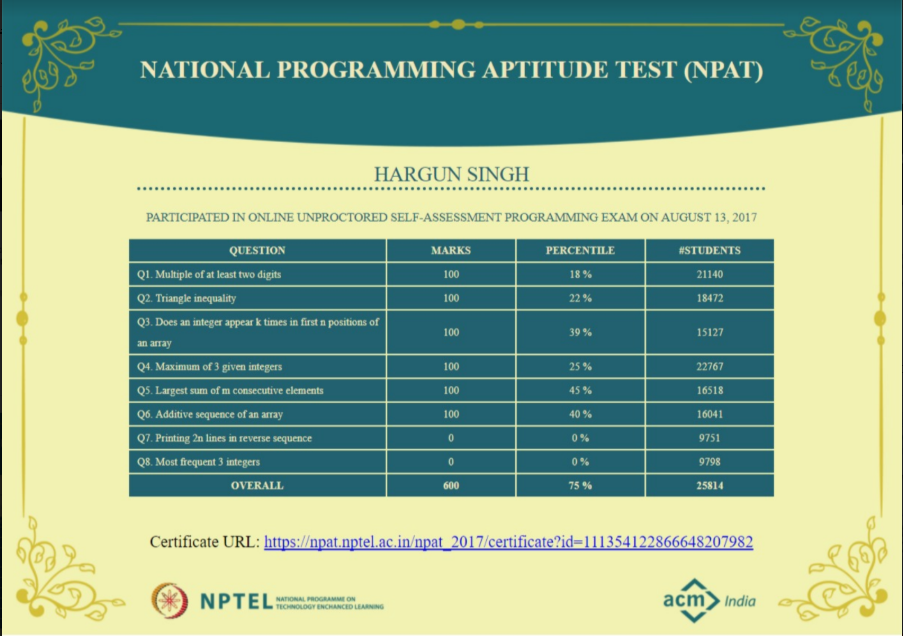 NATIONAL PROGRAMMING APTITUDE TEST (NPAT)
HARGUN SINGH
PARTICIPATED IN ONLINE UNPROCTORED SELF-ASSESSMENT PROGRAMMING EXAM ON AUGUST 13, 2017
QUESTION MARKS PERCENTILE #STUDENTS
Q1. Multiple of at least two digits 100 18 % 21140
Q2. Triangle inequality 100 22 % 18472
Q3. Does an integer appear k times in first n positions of
an array 100 39 % 15127
Q4. Maximum of 3 given integers 100 25 % 22767
Q5. Largest sum of m consecutive elements 100 45 % 16518
Q6. Additive sequence of an array 100 40 % 16041
Q7. Printing 2n lines in reverse sequence 0 0 % 9751
Q8. Most frequent 3 integers 0 0 % 9798
OVERALL 600 75 % 25814
Certificate URL: https://npat.nptel.ac.in/npat_2017/certificate?id=111354122866648207982
NPTEL NATIONAL PROGRAMME ON
TECHNOLOGY ENCHANCED LEARNING
acm India